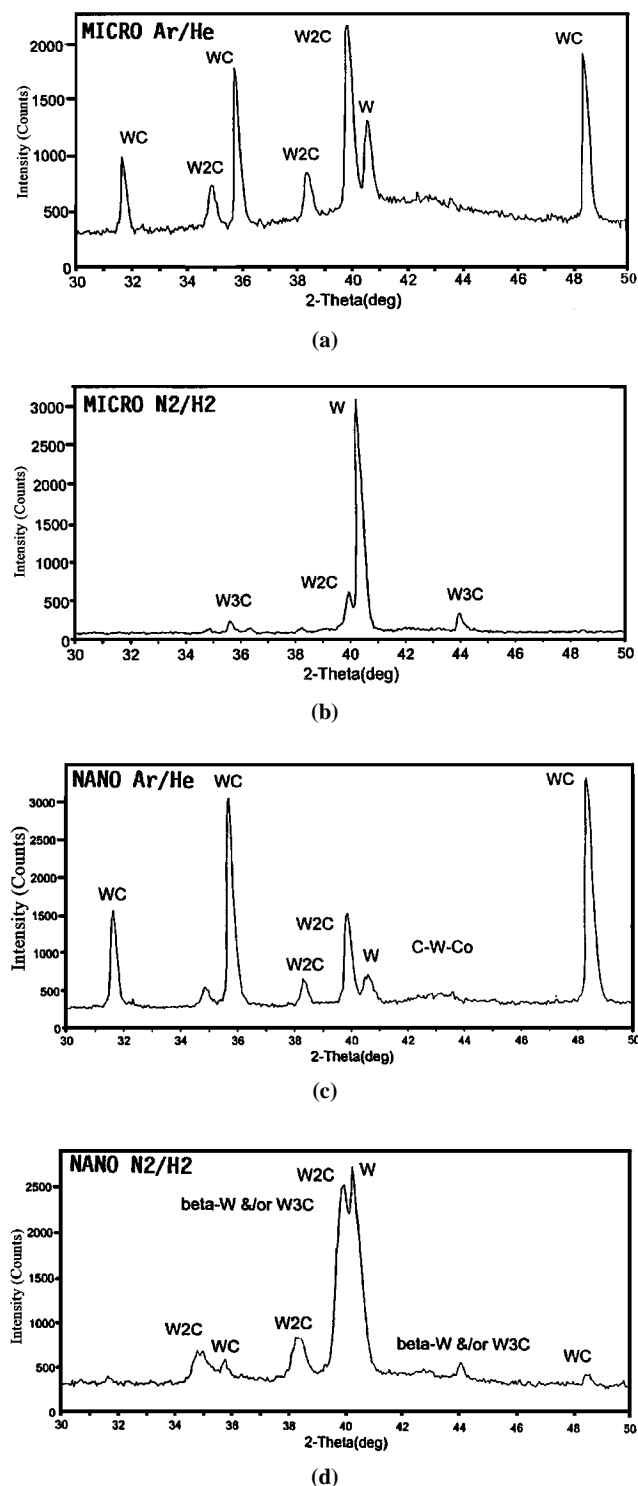 MICRO Ar/He
Intensity (Counts)
2000
1500
1000
500
0
WC
W2C
WC
W2C
W2C
W
WC
30 32 34 36 38 40 42 44 46 48 50
2-Theta(deg)
(a)
MICRO N2/H2
Intensity (Counts)
3000
2500
2000
1500
1000
500
0
W3C
W2C
W
W3C
30 32 34 36 38 40 42 44 46 48 50
2-Theta(deg)
(b)
NANO Ar/He
Intensity (Counts)
3000
2500
2000
1500
1000
500
0
WC
WC
W2C
W2C
W
C-W-Co
WC
30 32 34 36 38 40 42 44 46 48 50
2-Theta(deg)
(c)
NANO N2/H2
Intensity (Counts)
2500
2000
1500
1000
500
0
W2C
W
beta-W &/or W3C
W2C
WC
W2C
beta-W &/or W3C
WC
30 32 34 36 38 40 42 44 46 48 50
2-Theta(deg)
(d)